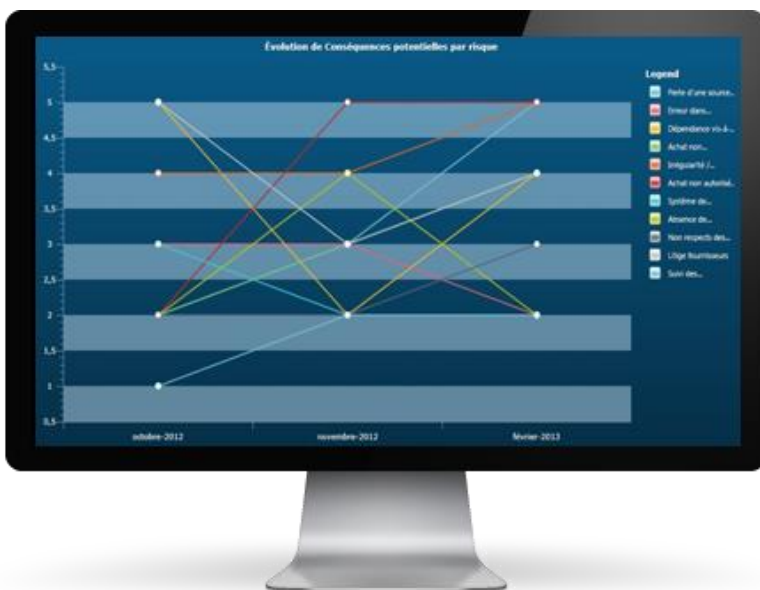 Évolution de Conséquences potentielles par risque
5,5
5
4,5
4
3,5
3
2,5
2
1,5
1
0,5
octobre-2012
novembre-2012
février-2013
Legend
Perte d'une source...
Erreur dans...
Dépendance vis-à-...
Achat non...
Irrégularité /...
Achat non autorisé...
Système de...
Absence de...
Non respects des...
Litige fournisseurs
Suivi des...